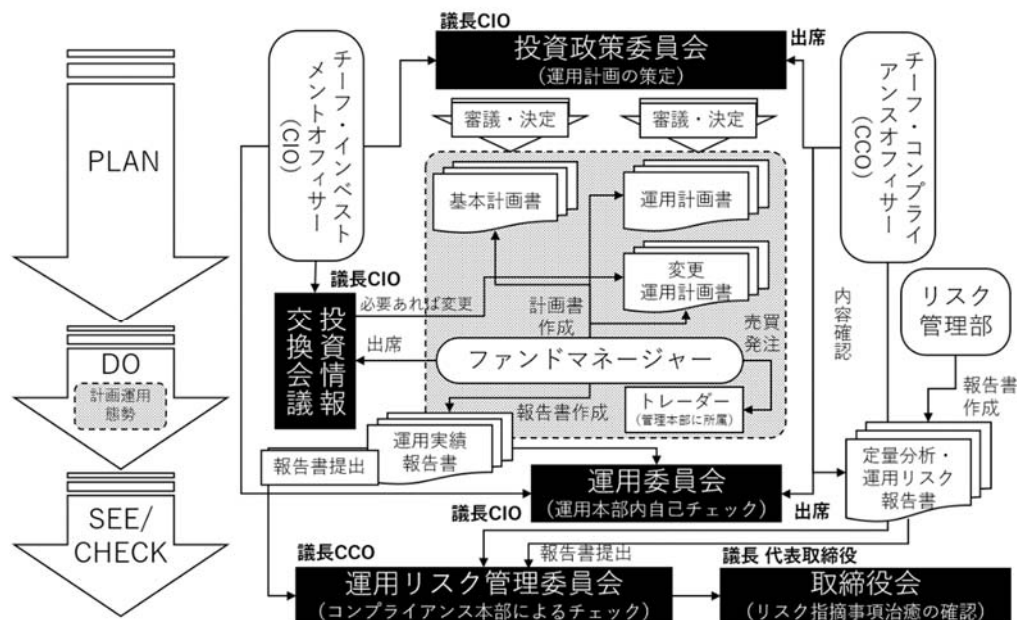 議長CIO
投資政策委員会
(運用計画の策定)
出席
チーフ・インベスト
メントオフィサー
(CIO)
チーフ・コンプライ
アンスオフィサー
(CCO)
PLAN
審議・決定
審議・決定
基本計画書
運用計画書
変更
運用計画書
議長CIO
投資情報
交換会議
必要あれば変更
計画書
作成
売買
発注
内容確認
リスク
管理部
出席
ファンドマネージャー
DO
計画運用
態勢
報告書作成
トレーダー
(管理本部に所属)
報告書
作成
運用実績
報告書
報告書提出
定量分析・
運用リスク
報告書
運用委員会
(運用本部内自己チェック)
議長CIO
出席
SEE/
CHECK
議長CCO
報告書提出
議長 代表取締役
運用リスク管理委員会
(コンプライアンス本部によるチェック)
取締役会
(リスク指摘事項治癒の確認)